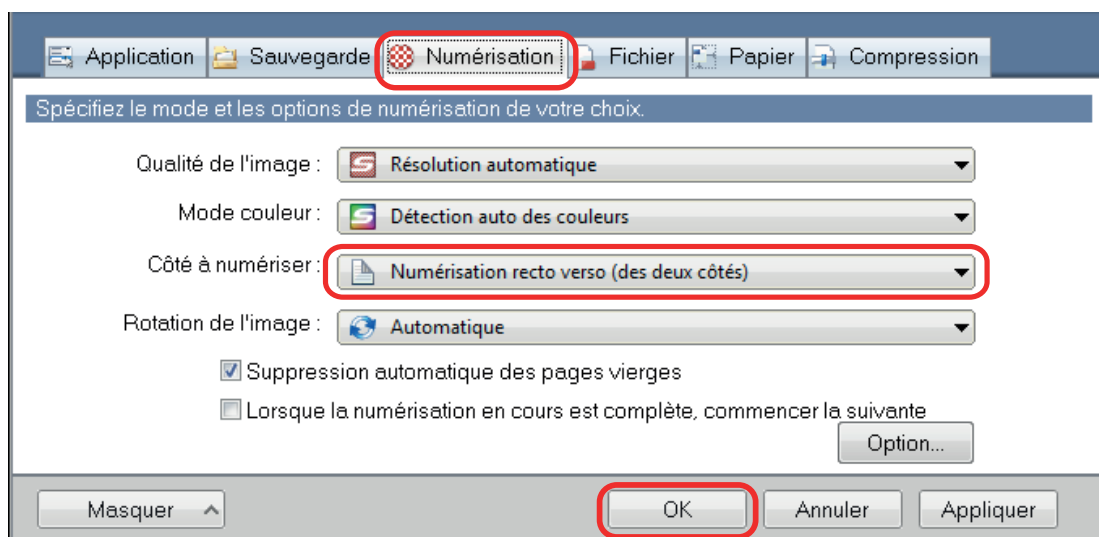 Application Sauvegarde Numérisation Fichier Papier Compression
Spécifiez le mode et les options de numérisation de votre choix.
Qualité de l'image : Résolution automatique
Mode couleur : Détection auto des couleurs
Côté à numériser : Numérisation recto verso (des deux côtés)
Rotation de l'image : Automatique
Suppression automatique des pages vierges
Lorsque la numérisation en cours est complète, commencer la suivante
Option...
Masquer OK Annuler Appliquer